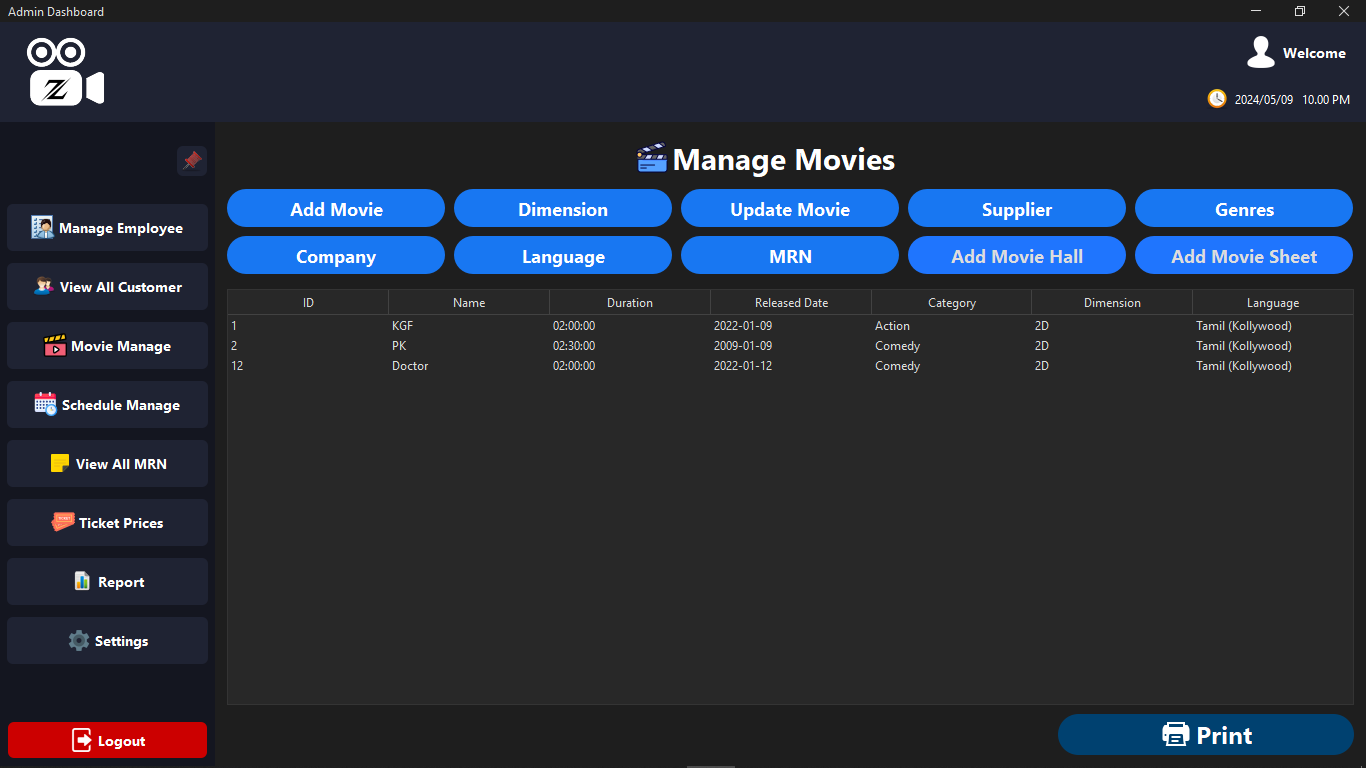 Admin Dashboard
Z
Welcome
2024/05/09 10.00 PM
Manage Employee
View All Customer
Movie Manage
Schedule Manage
View All MRN
Ticket Prices
Report
Settings
Logout
Manage Movies
Add Movie Dimension Update Movie Supplier Genres
Company Language MRN Add Movie Hall Add Movie Sheet
ID Name Duration Released Date Category Dimension Language
1 KGF 02:00:00 2022-01-09 Action 2D Tamil (Kollywood)
2 PK 02:30:00 2009-01-09 Comedy 2D Tamil (Kollywood)
12 Doctor 02:00:00 2022-01-12 Comedy 2D Tamil (Kollywood)
Print